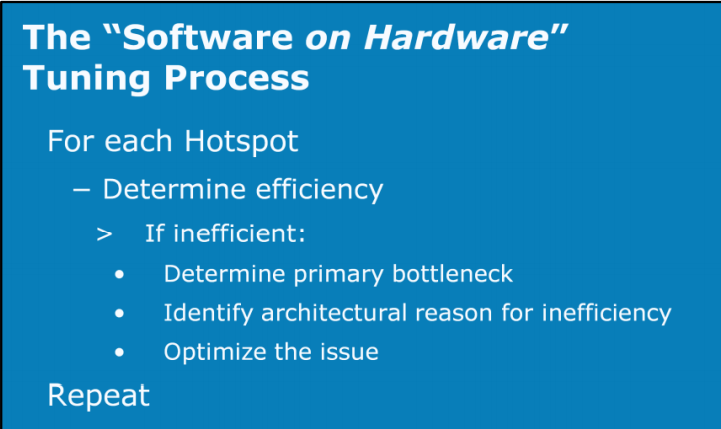 The “Software on Hardware”
Tuning Process
For each Hotspot
– Determine efficiency
> If inefficient:
• Determine primary bottleneck
• Identify architectural reason for inefficiency
• Optimize the issue
Repeat